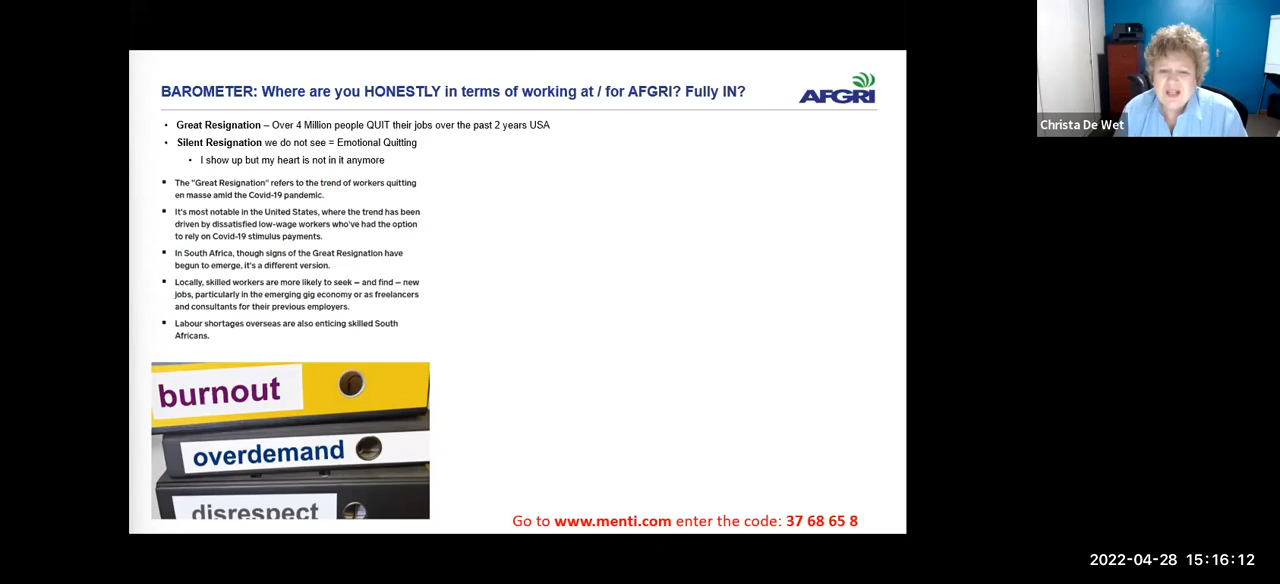 BAROMETER: Where are you HONESTLY in terms of working at / for AFGRI? Fully IN?
AFGRI
• Great Resignation – Over 4 Million people QUIT their jobs over the past 2 years USA
• Silent Resignation we do not see = Emotional Quitting
• I show up but my heart is not in it anymore
▪ The "Great Resignation" refers to the trend of workers quitting
en masse amid the Covid-19 pandemic.
▪ It's most notable in the United States, where the trend has been
driven by dissatisfied low-wage workers who've had the option
to rely on Covid-19 stimulus payments.
▪ In South Africa, though signs of the Great Resignation have
begun to emerge, it's a different version.
▪ Locally, skilled workers are more likely to seek – and find – new
jobs, particularly in the emerging gig economy or as freelancers
and consultants for their previous employers.
▪ Labour shortages overseas are also enticing skilled South
Africans.
burnout
overdemand
disrespect
Go to www.menti.com enter the code: 37 68 65 8
Christa De Wet
2022-04-28 15:16:12